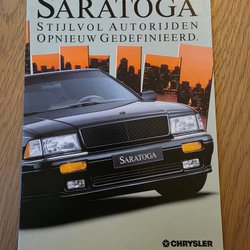 SARATOGA
STIJLVOL AUTORIJDEN
OPNIEUW GEDEFINIEERD.
SARATOGA
CHRYSLER